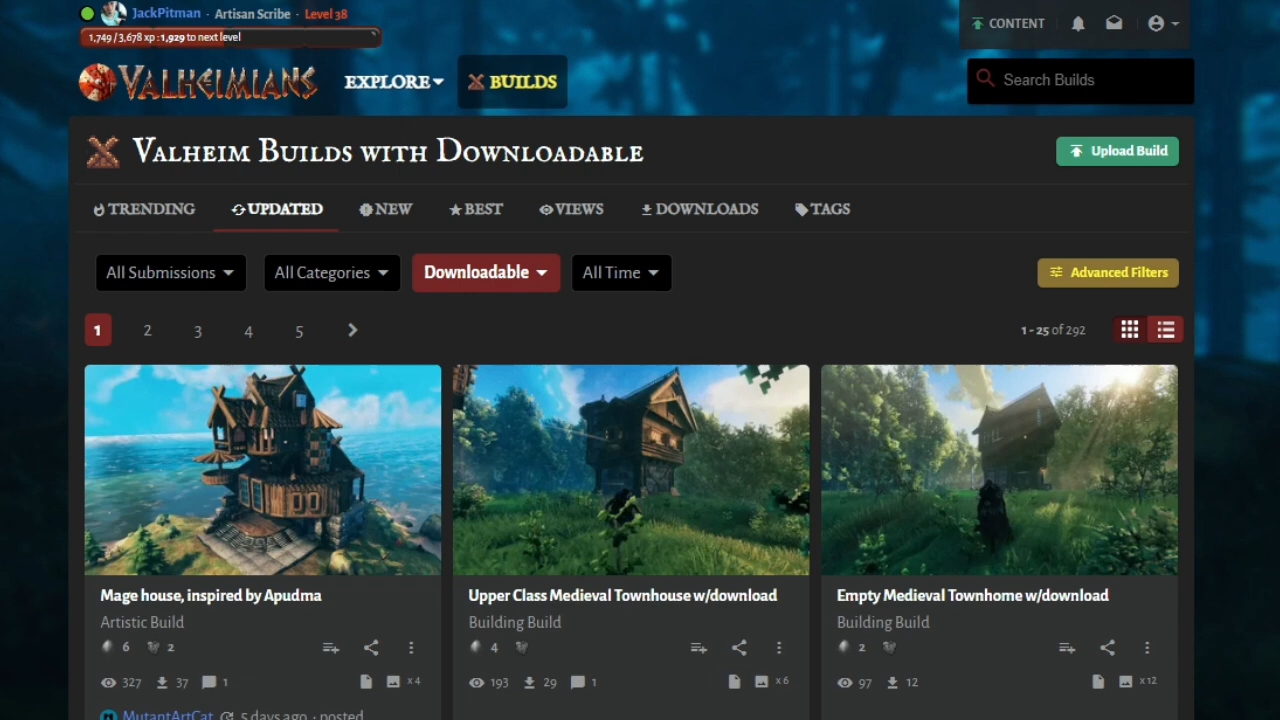 JackPitman · Artisan Scribe · Level 38
CONTENT
1,749 / 3,678 xp : 1,929 to next level
VALHEIMIANS
EXPLORE
BUILDS
Search Builds
Valheim Builds with Downloadable
Upload Build
TRENDING UPDATED NEW BEST VIEWS DOWNLOADS TAGS
All Submissions All Categories Downloadable All Time Advanced Filters
1 2 3 4 5 1 - 25 of 292
Mage house, inspired by Apudma
Artistic Build
6 2
327 37 1 x 4
MutantArtCat 5 days ago · posted
Upper Class Medieval Townhouse w/download
Building Build
4
193 29 1 x 6
Empty Medieval Townhome w/download
Building Build
2
97 12 x 12